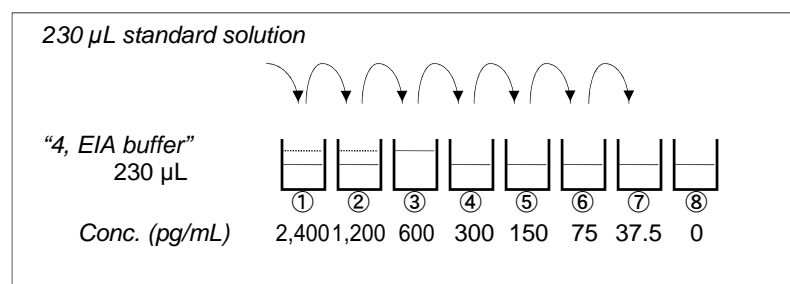 230 µL standard solution
“4, EIA buffer”
230 µL
① ② ③ ④ ⑤ ⑥ ⑦ ⑧
Conc. (pg/mL) 2,400 1,200 600 300 150 75 37.5 0